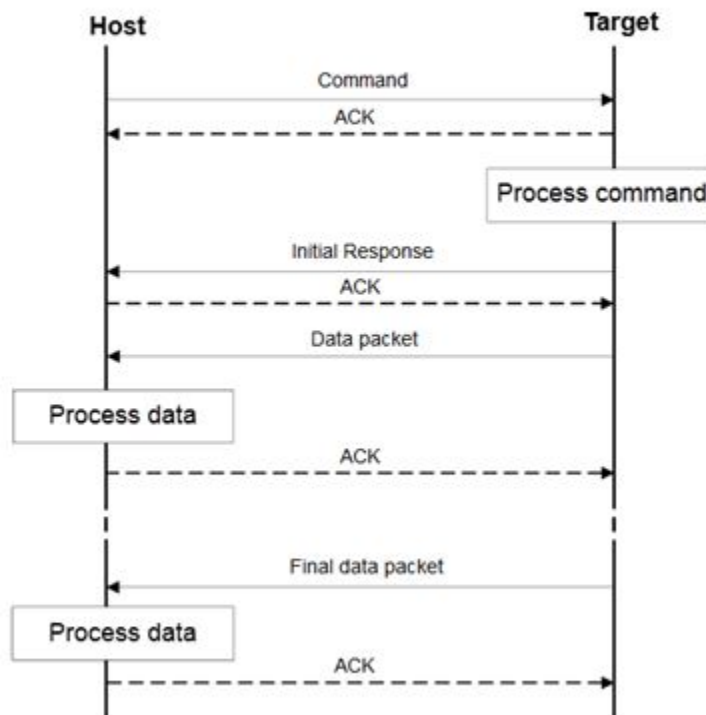 Host
Target
Command
ACK
Process command
Initial Response
ACK
Data packet
Process data
ACK
Final data packet
Process data
ACK